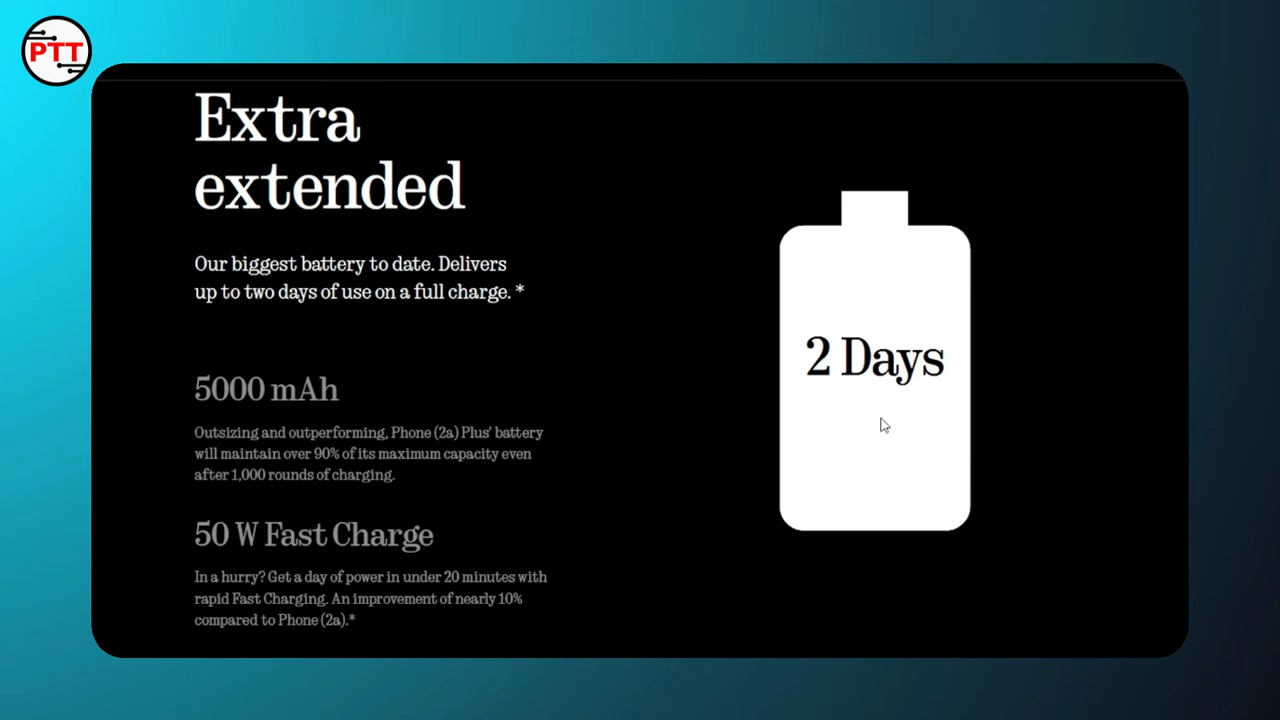 PTT
Extra
extended
Our biggest battery to date. Delivers
up to two days of use on a full charge. *
5000 mAh
Outsizing and outperforming, Phone (2a) Plus' battery
will maintain over 90% of its maximum capacity even
after 1,000 rounds of charging.
50 W Fast Charge
In a hurry? Get a day of power in under 20 minutes with
rapid Fast Charging. An improvement of nearly 10%
compared to Phone (2a).*
2 Days